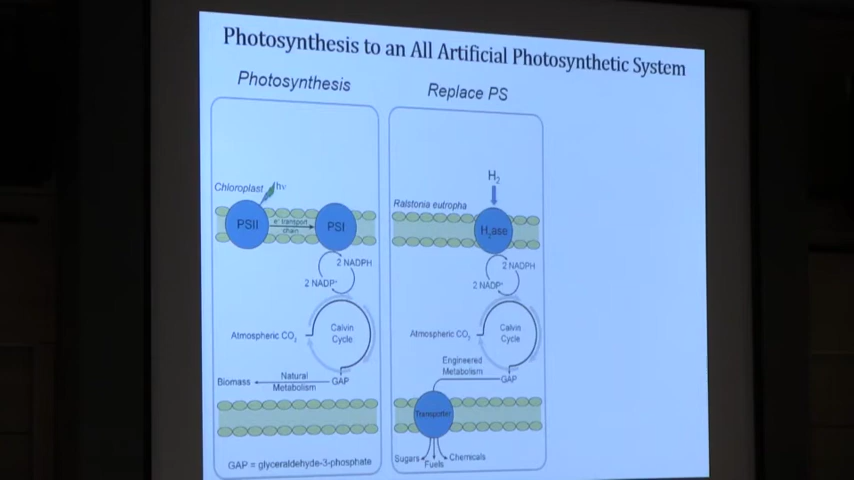 Photosynthesis to an All Artificial Photosynthetic System
Photosynthesis
Chloroplast
hν
PSII
e⁻ transport
chain
PSI
2 NADPH
2 NADP⁺
Atmospheric CO₂
Calvin
Cycle
Biomass
Natural
Metabolism
GAP
GAP = glyceraldehyde-3-phosphate
Replace PS
H₂
Ralstonia eutropha
H₂ase
2 NADPH
2 NADP⁺
Atmospheric CO₂
Calvin
Cycle
Engineered
Metabolism
GAP
Transporter
Sugars
Fuels
Chemicals